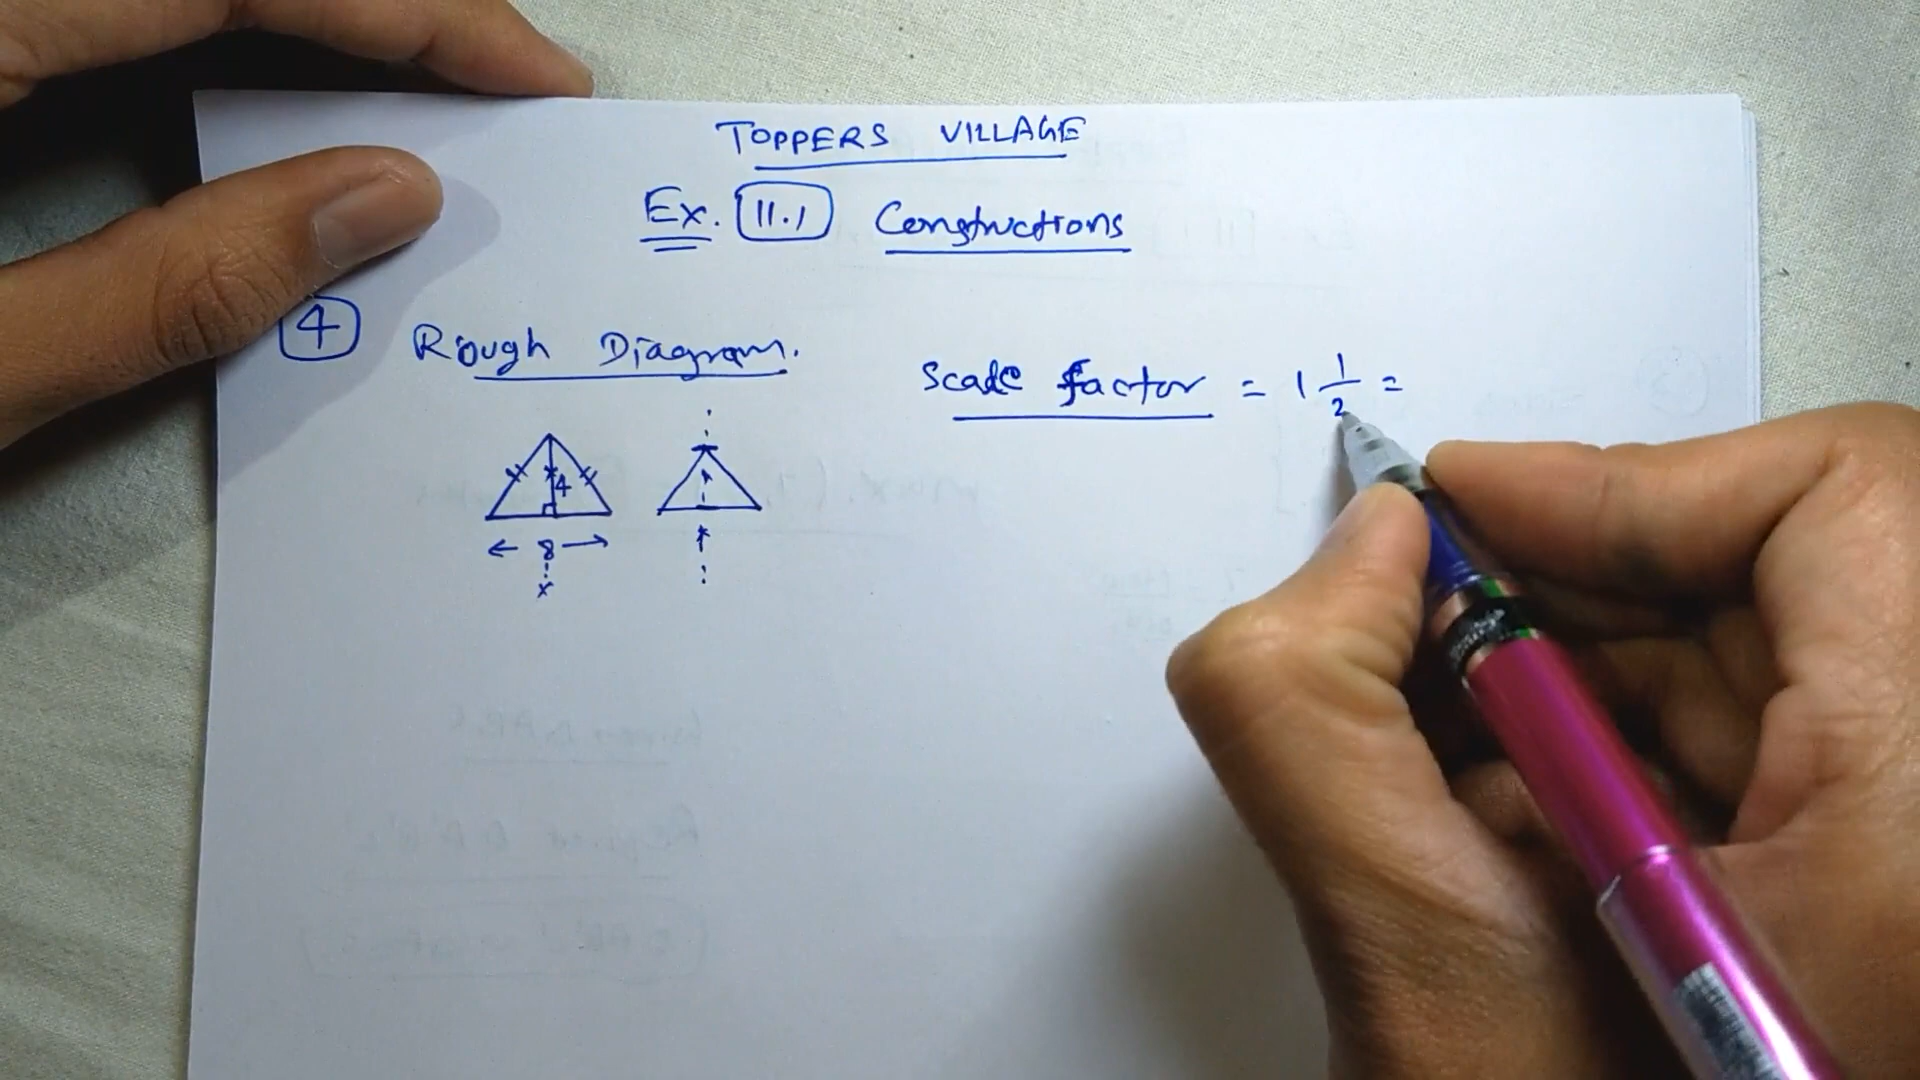 TOPPERS VILLAGE
Ex. 11.1 Constructions
4 Rough Diagram.
Scale factor = 1 1/2 =
4
8
x